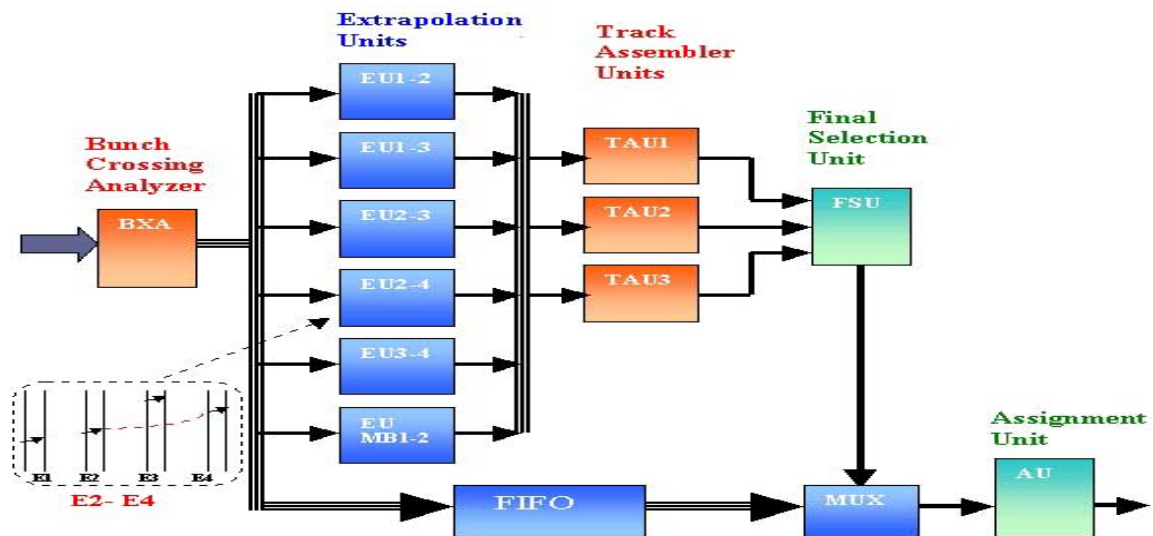 Extrapolation
Units
Track
Assembler
Units
Final
Selection
Unit
Bunch
Crossing
Analyzer
BXA
EU1-2
EU1-3
EU2-3
EU2-4
EU3-4
EU
MB1-2
TAU1
TAU2
TAU3
FSU
E1 E2 E3 E4
E2- E4
FIFO
MUX
Assignment
Unit
AU